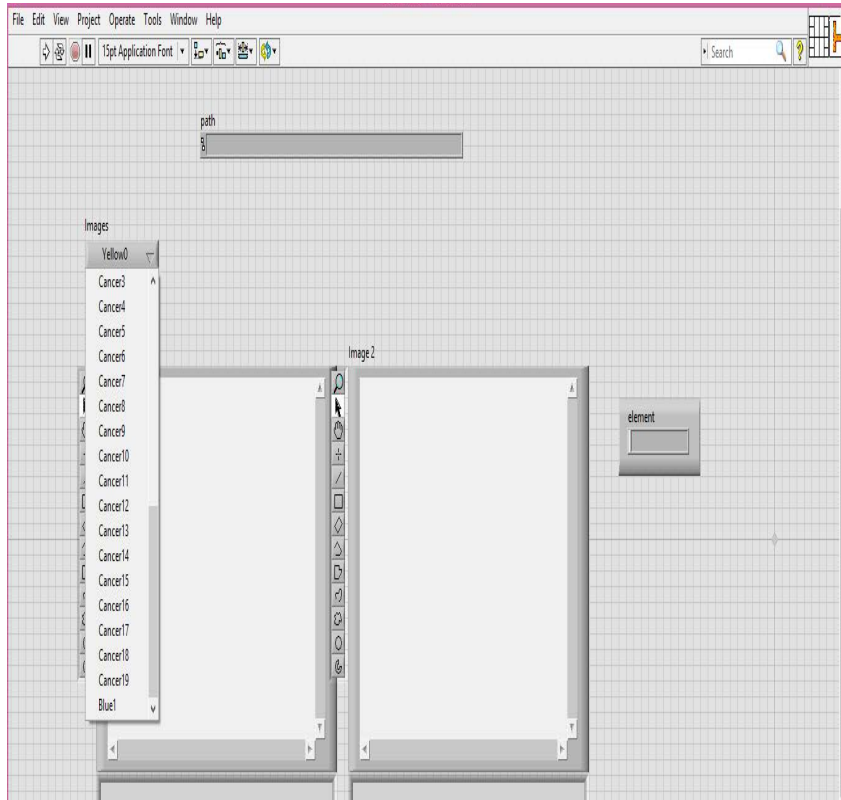 File Edit View Project Operate Tools Window Help
15pt Application Font
Search
path
Images
Yellow0
Cancer3
Cancer4
Cancer5
Cancer6
Cancer7
Cancer8
Cancer9
Cancer10
Cancer11
Cancer12
Cancer13
Cancer14
Cancer15
Cancer16
Cancer17
Cancer18
Cancer19
Blue1
Image 2
element